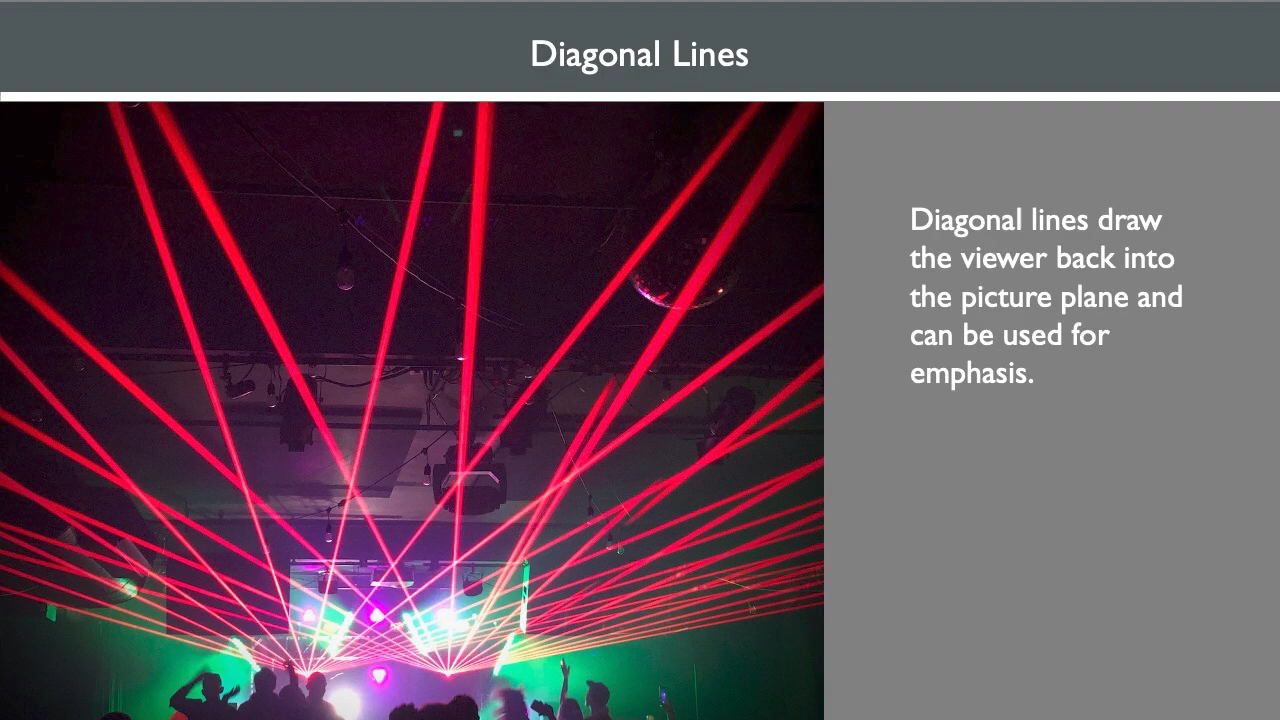 Diagonal Lines
Diagonal lines draw
the viewer back into
the picture plane and
can be used for
emphasis.